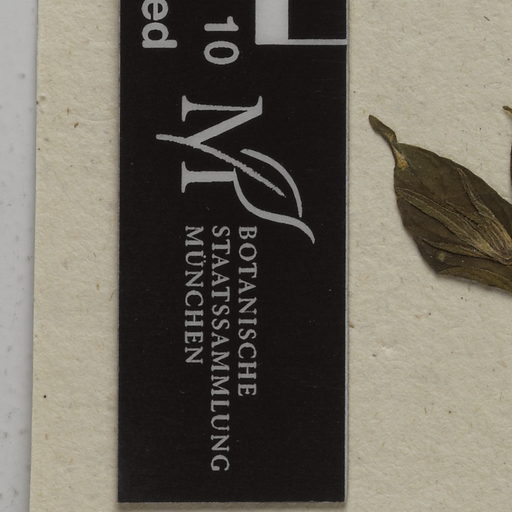 10
ed
M
BOTANISCHE
STAATSSAMMLUNG
MÜNCHEN